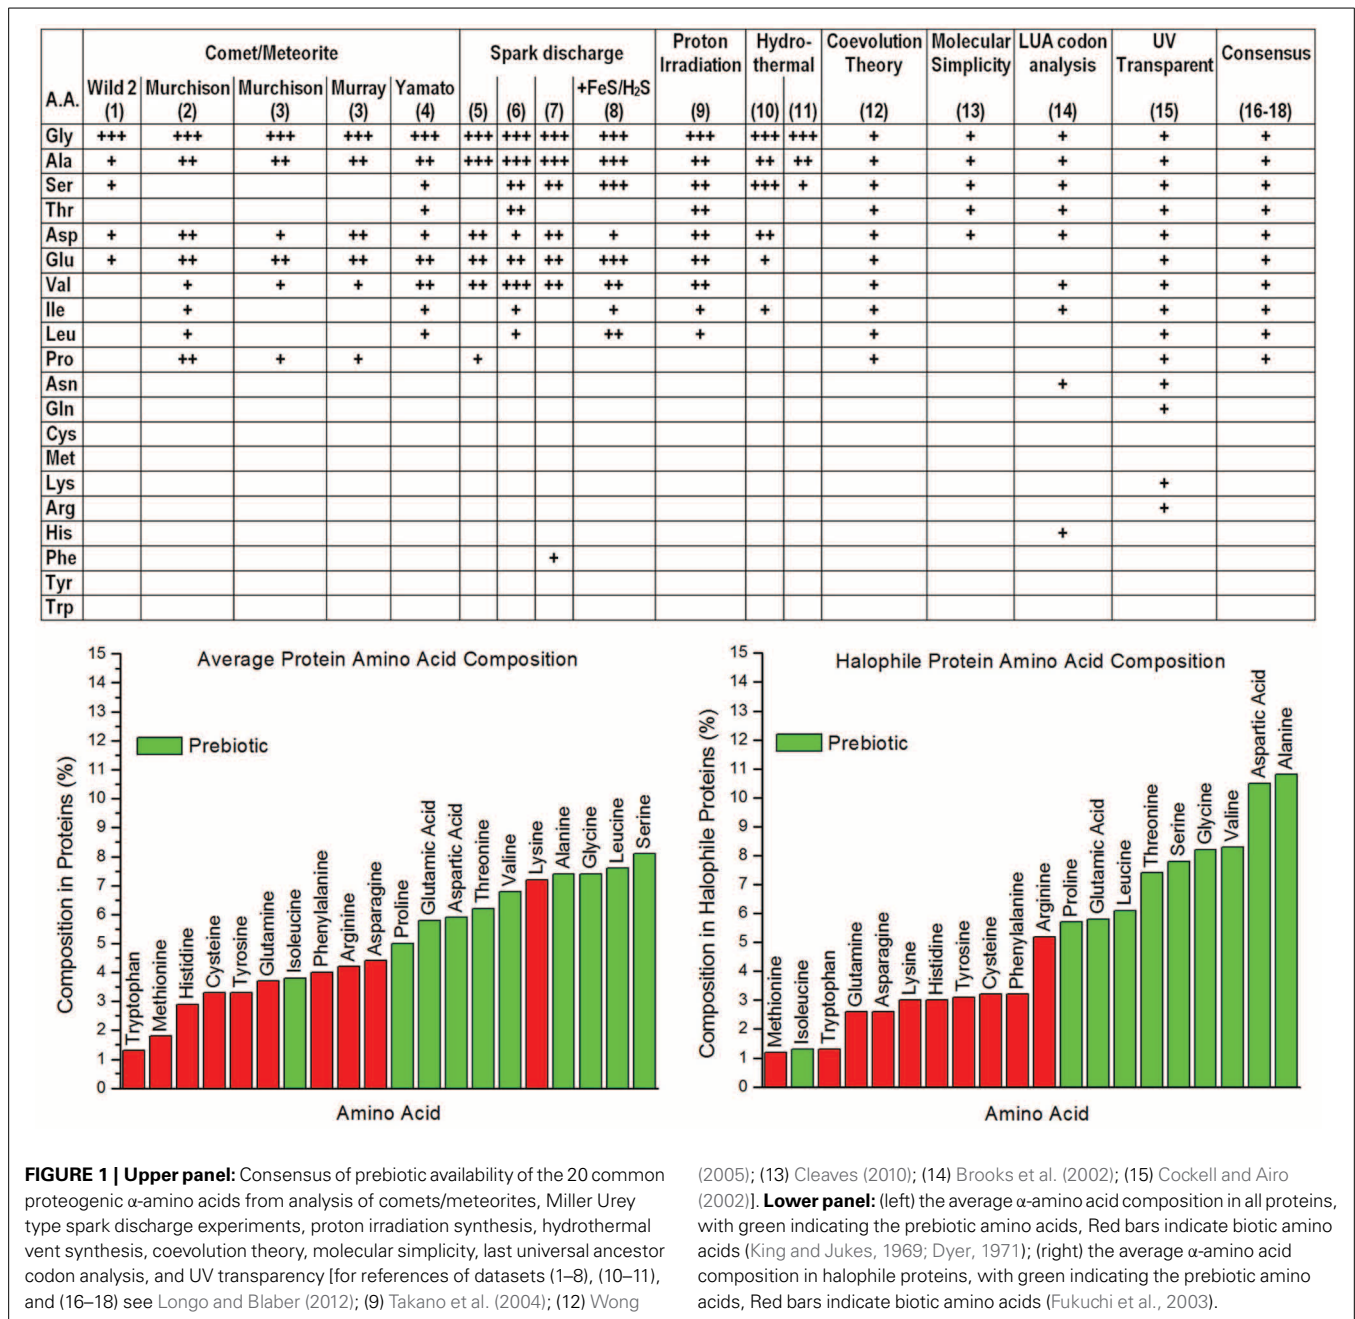 Comet/Meteorite Spark discharge Proton Irradiation Hydro-thermal Coevolution Theory Molecular Simplicity LUA codon analysis UV Transparent Consensus
A.A. Wild 2 (1) Murchison (2) Murchison (3) Murray (3) Yamato (4) (5) (6) (7) +FeS/H₂S (8) (9) (10) (11) (12) (13) (14) (15) (16-18)
Gly +++ +++ +++ +++ +++ +++ +++ +++ +++ +++ +++ +++ + + + + +
Ala + ++ ++ ++ ++ +++ +++ +++ +++ ++ ++ ++ + + + + +
Ser + + ++ ++ +++ ++ +++ + + + + + +
Thr + ++ ++ + + + + +
Asp + ++ + ++ + ++ + ++ + ++ ++ + + + + +
Glu + ++ ++ ++ ++ ++ ++ ++ +++ ++ + + + +
Val + + + ++ ++ +++ ++ ++ ++ + + + +
Ile + + + + + + + + + +
Leu + + + ++ + + + +
Pro ++ + + + + + +
Asn + +
Gln +
Cys
Met
Lys +
Arg +
His +
Phe +
Tyr
Trp
Average Protein Amino Acid Composition
Prebiotic
Composition in Proteins (%)
15
14
13
12
11
10
9
8
7
6
5
4
3
2
1
0
Tryptophan
Methionine
Histidine
Cysteine
Tyrosine
Glutamine
Isoleucine
Phenylalanine
Arginine
Asparagine
Proline
Glutamic Acid
Aspartic Acid
Threonine
Valine
Lysine
Alanine
Glycine
Leucine
Serine
Amino Acid
Halophile Protein Amino Acid Composition
Prebiotic
Composition in Halophile Proteins (%)
15
14
13
12
11
10
9
8
7
6
5
4
3
2
1
0
Methionine
Isoleucine
Tryptophan
Glutamine
Asparagine
Lysine
Histidine
Tyrosine
Cysteine
Phenylalanine
Arginine
Proline
Glutamic Acid
Leucine
Threonine
Serine
Glycine
Valine
Aspartic Acid
Alanine
Amino Acid
FIGURE 1 | Upper panel: Consensus of prebiotic availability of the 20 common
proteogenic α-amino acids from analysis of comets/meteorites, Miller Urey
type spark discharge experiments, proton irradiation synthesis, hydrothermal
vent synthesis, coevolution theory, molecular simplicity, last universal ancestor
codon analysis, and UV transparency [for references of datasets (1–8), (10–11),
and (16–18) see Longo and Blaber (2012); (9) Takano et al. (2004); (12) Wong
(2005); (13) Cleaves (2010); (14) Brooks et al. (2002); (15) Cockell and Airo
(2002)]. Lower panel: (left) the average α-amino acid composition in all proteins,
with green indicating the prebiotic amino acids, Red bars indicate biotic amino
acids (King and Jukes, 1969; Dyer, 1971); (right) the average α-amino acid
composition in halophile proteins, with green indicating the prebiotic amino
acids, Red bars indicate biotic amino acids (Fukuchi et al., 2003).